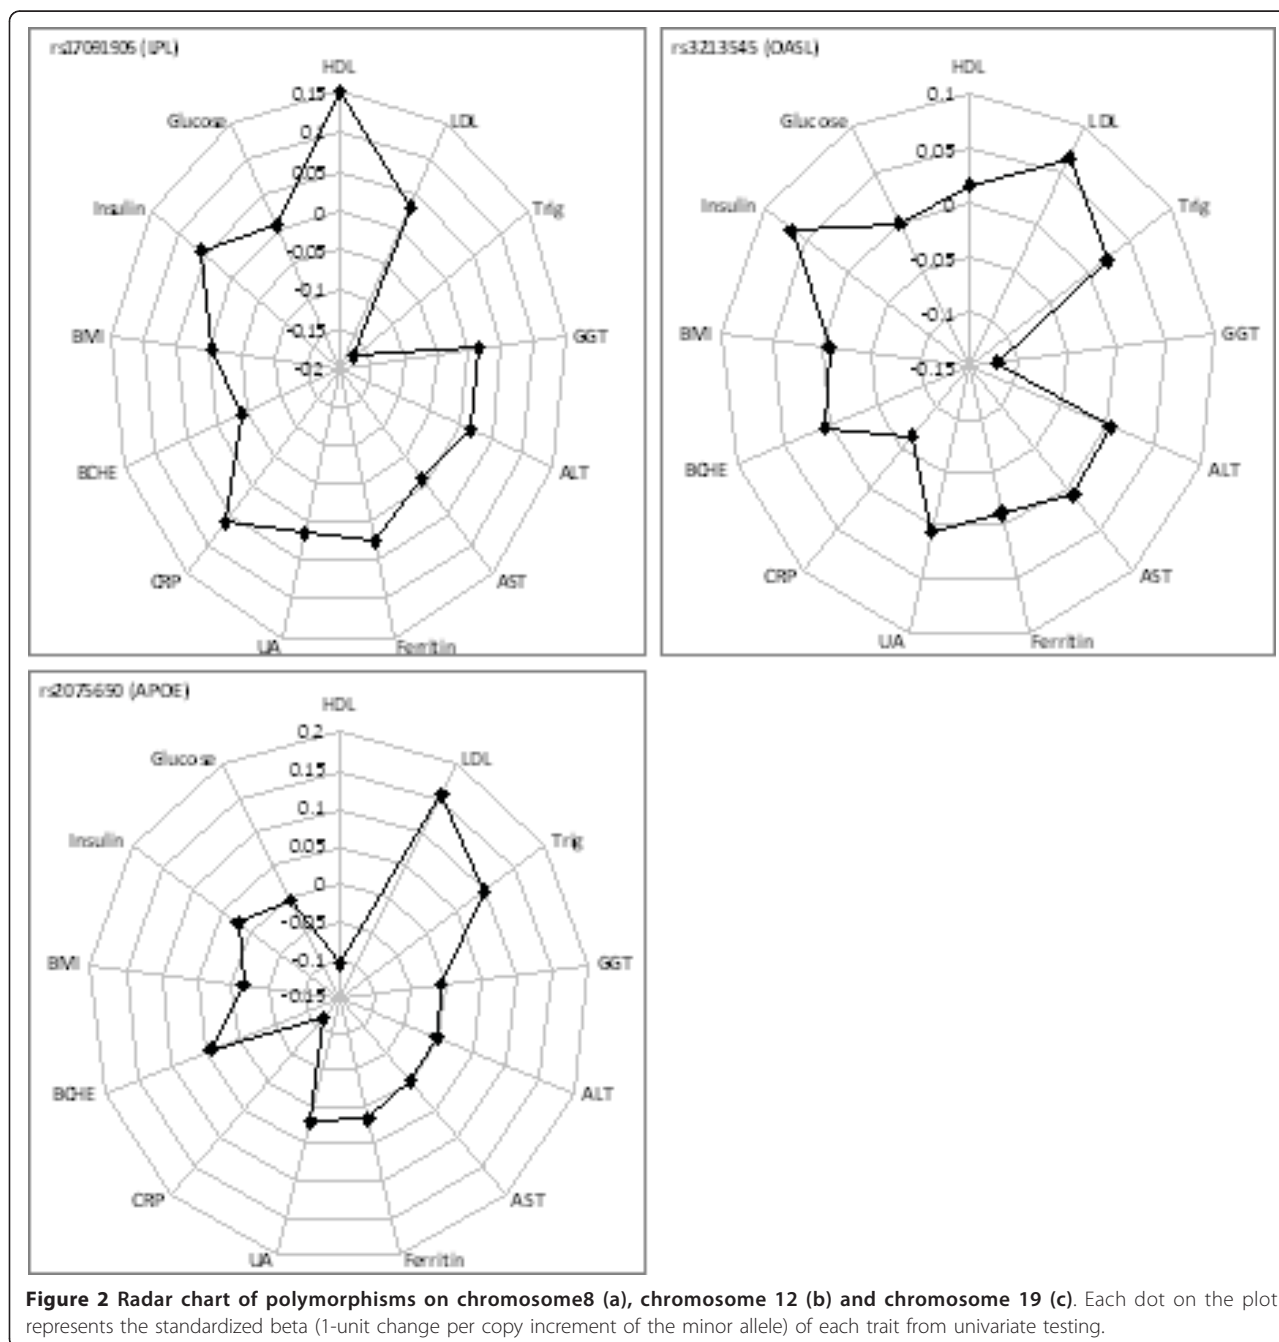 rs17091905 (LPL)
HDL
0.15
0.1
0.05
0
-0.05
-0.1
-0.15
-0.2
LDL
Trig
GGT
ALT
AST
Ferritin
UA
CRP
BCHE
BMI
Insulin
Glucose
rs3213545 (OASL)
HDL
0.1
0.05
0
-0.05
-0.1
-0.15
LDL
Trig
GGT
ALT
AST
Ferritin
UA
CRP
BCHE
BMI
Insulin
Glucose
rs2075650 (APOE)
HDL
0.2
0.15
0.1
0.05
0
-0.05
-0.1
-0.15
LDL
Trig
GGT
ALT
AST
Ferritin
UA
CRP
BCHE
BMI
Insulin
Glucose
Figure 2 Radar chart of polymorphisms on chromosome8 (a), chromosome 12 (b) and chromosome 19 (c). Each dot on the plot
represents the standardized beta (1-unit change per copy increment of the minor allele) of each trait from univariate testing.